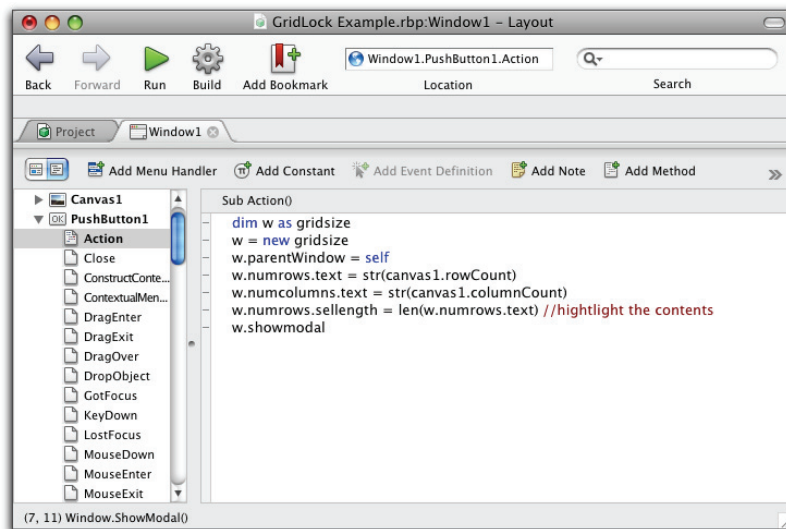 GridLock Example.rbp:Window1 – Layout
Window1.PushButton1.Action
Back Forward Run Build Add Bookmark Location Search
Project Window1
Add Menu Handler Add Constant Add Event Definition Add Note Add Method
Canvas1
OK PushButton1
Action
Close
ConstructConte...
ContextualMen...
DragEnter
DragExit
DragOver
DropObject
GotFocus
KeyDown
LostFocus
MouseDown
MouseEnter
MouseExit
Sub Action()
dim w as gridsize
w = new gridsize
w.parentWindow = self
w.numrows.text = str(canvas1.rowCount)
w.numcolumns.text = str(canvas1.columnCount)
w.numrows.sellength = len(w.numrows.text) //hightlight the contents
w.showmodal
(7, 11) Window.ShowModal()